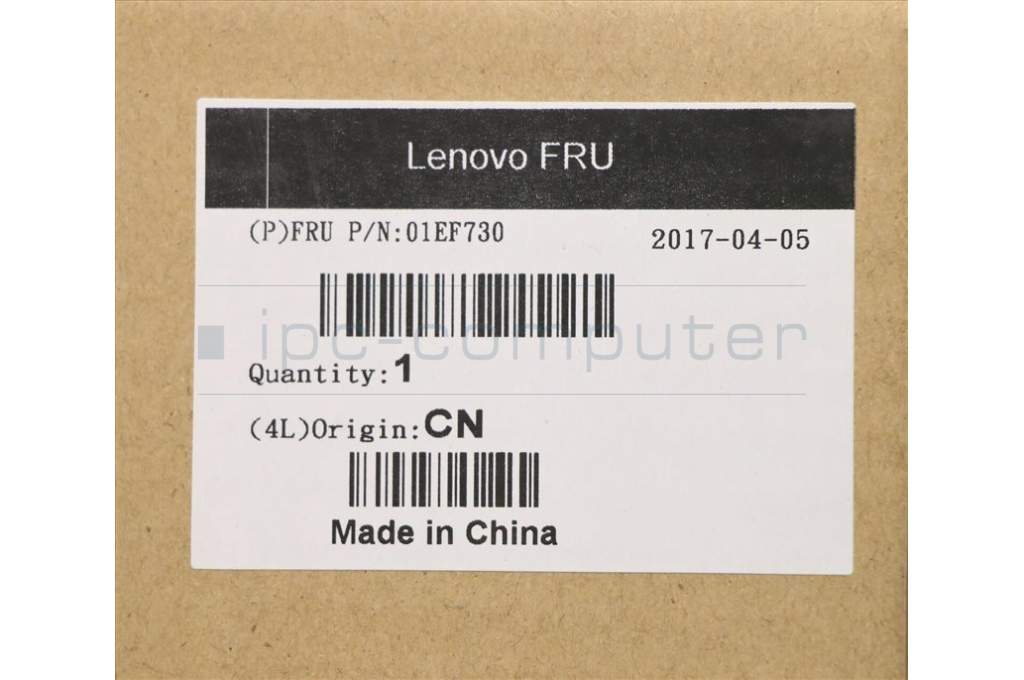 Lenovo FRU
(P)FRU P/N:01EF730
2017-04-05
ipc-computer
Quantity:1
(4L)Origin:CN
Made in China